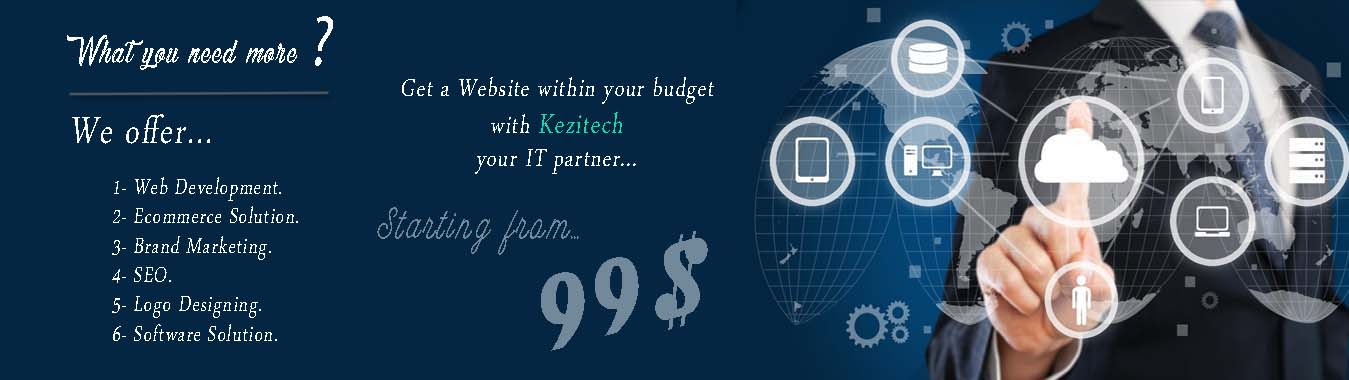 What you need more ?
We offer...
1- Web Development.
2- Ecommerce Solution.
3- Brand Marketing.
4- SEO.
5- Logo Designing.
6- Software Solution.
Get a Website within your budget
with Kezitech
your IT partner...
Starting from...
99 $